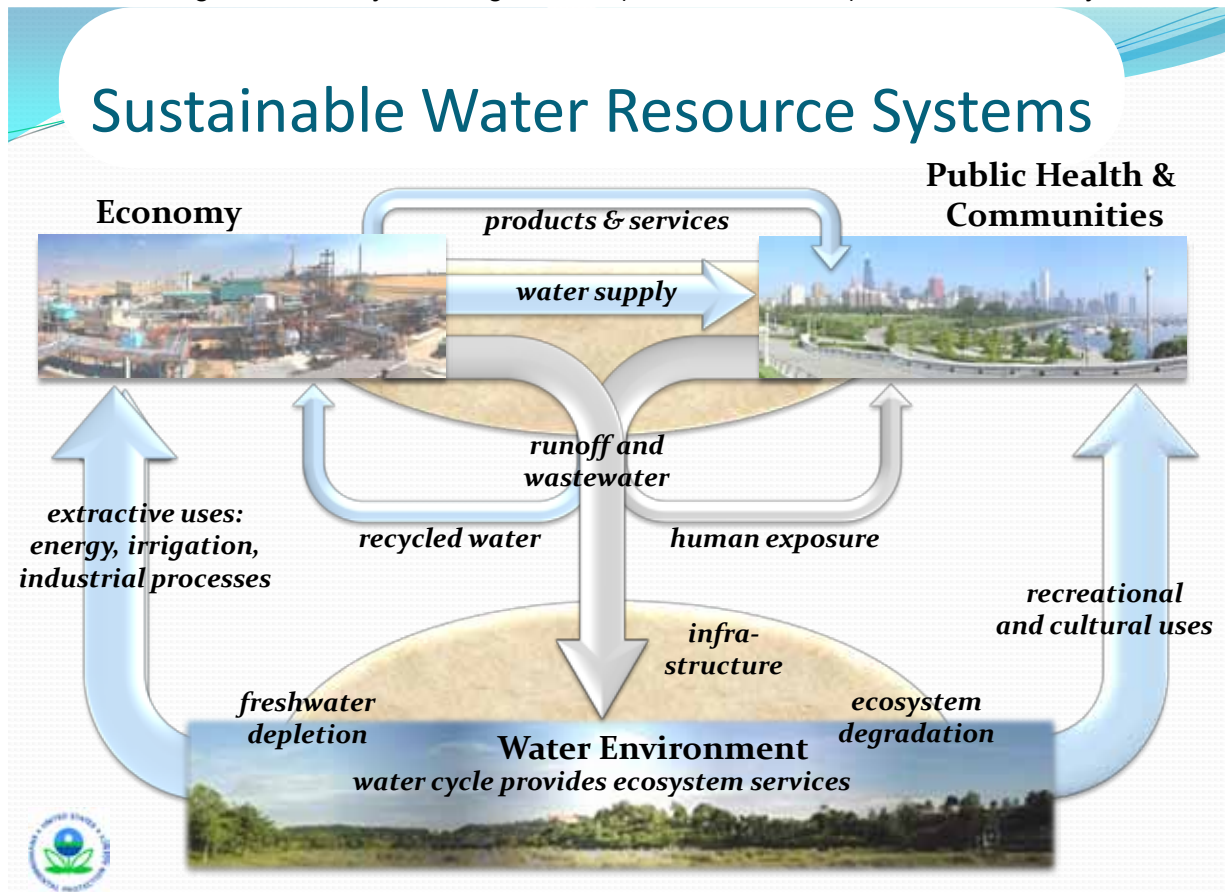 Sustainable Water Resource Systems
Public Health &
Communities
Economy
products & services
water supply
runoff and
wastewater
extractive uses:
energy, irrigation,
industrial processes
recycled water
human exposure
recreational
and cultural uses
infra-
structure
freshwater
depletion
ecosystem
degradation
Water Environment
water cycle provides ecosystem services
UNITED STATES